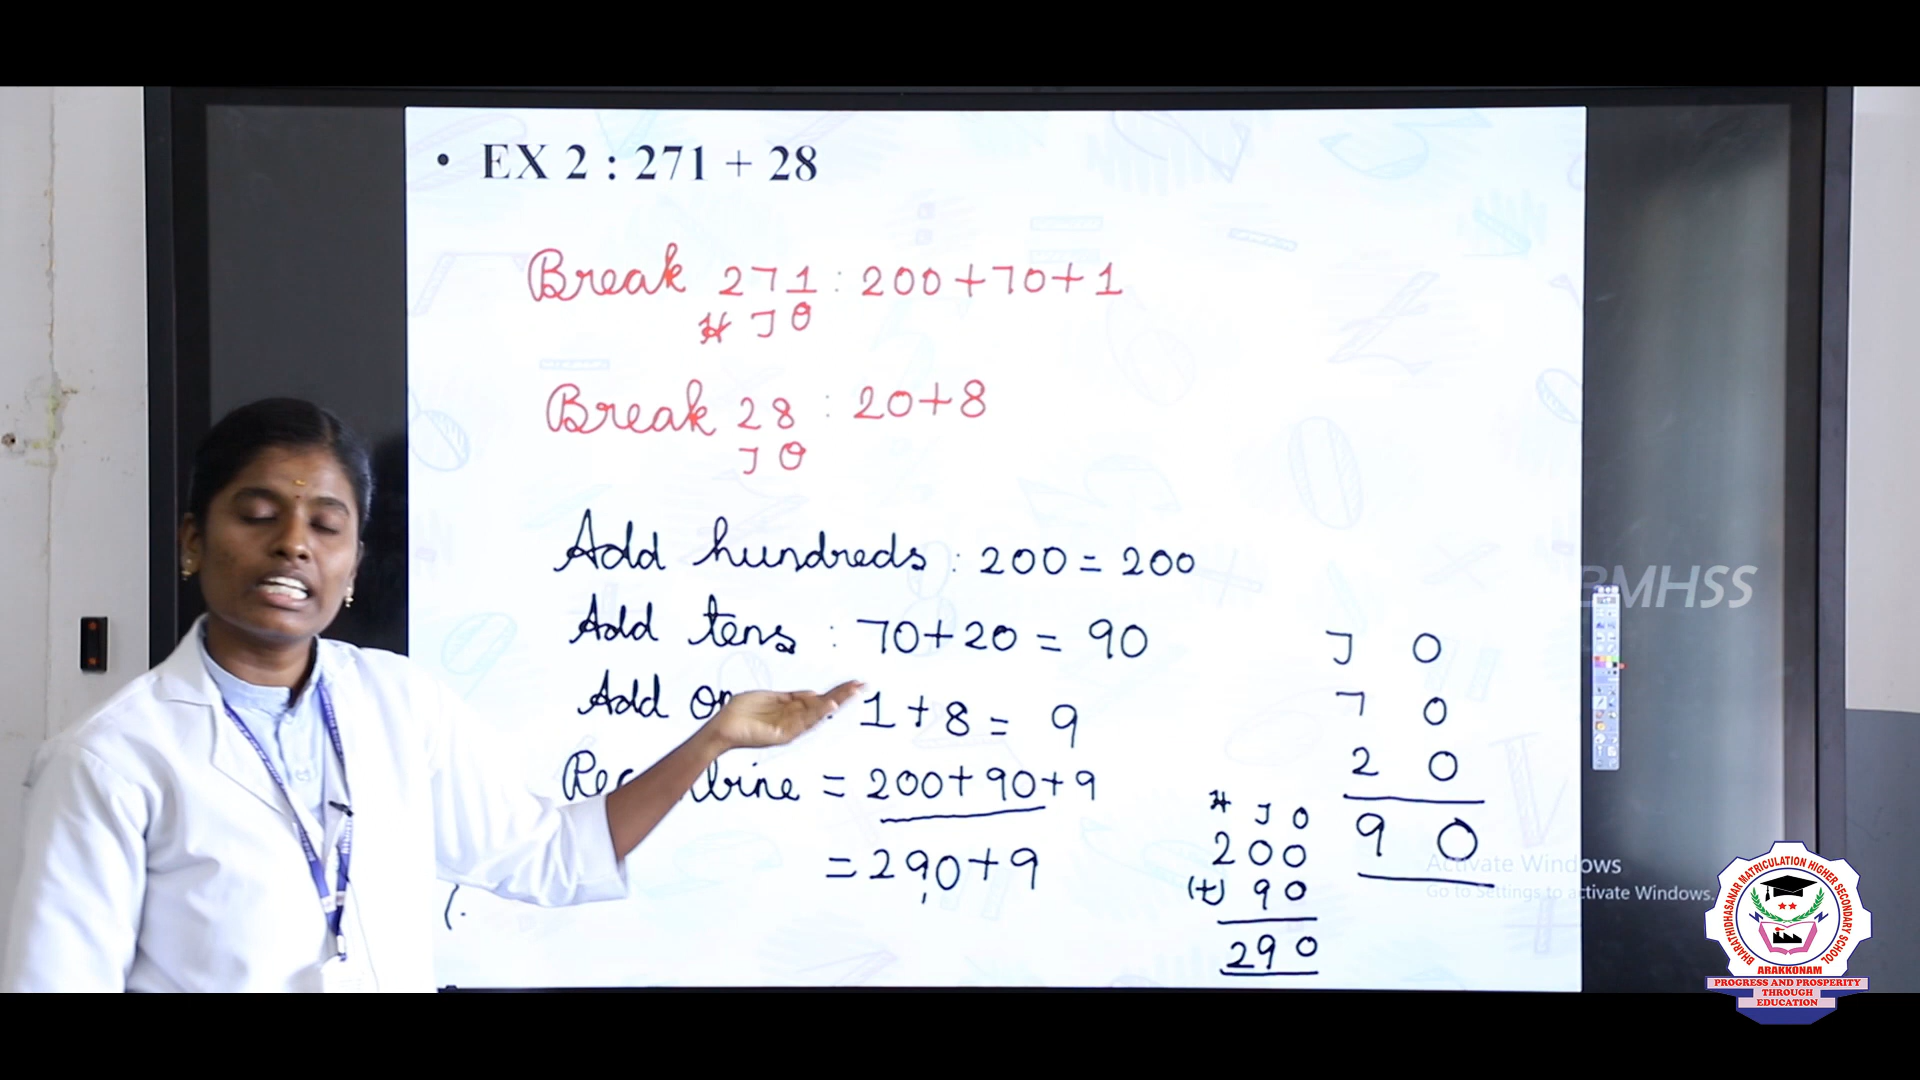 • EX 2 : 271 + 28
Break 271 : 200+70+1
H T O
Break 28 : 20+8
T O
Add hundreds : 200 = 200
Add tens : 70+20 = 90
Add : 1+8 = 9
= 200+90+9
= 290+9
T O
7 0
2 0
9 0
H T O
200
(+) 90
290
BMHSS
Activate Windows
Go to Settings to activate Windows.
BHARATHIDHASANAR MATRICULATION HIGHER SECONDARY SCHOOL
ARAKKONAM
PROGRESS AND PROSPERITY
THROUGH
EDUCATION